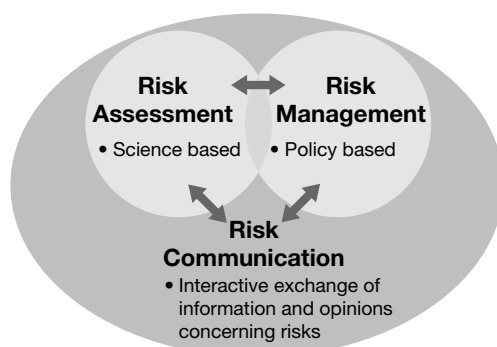 Risk
Assessment
• Science based
Risk
Management
• Policy based
Risk
Communication
• Interactive exchange of
information and opinions
concerning risks